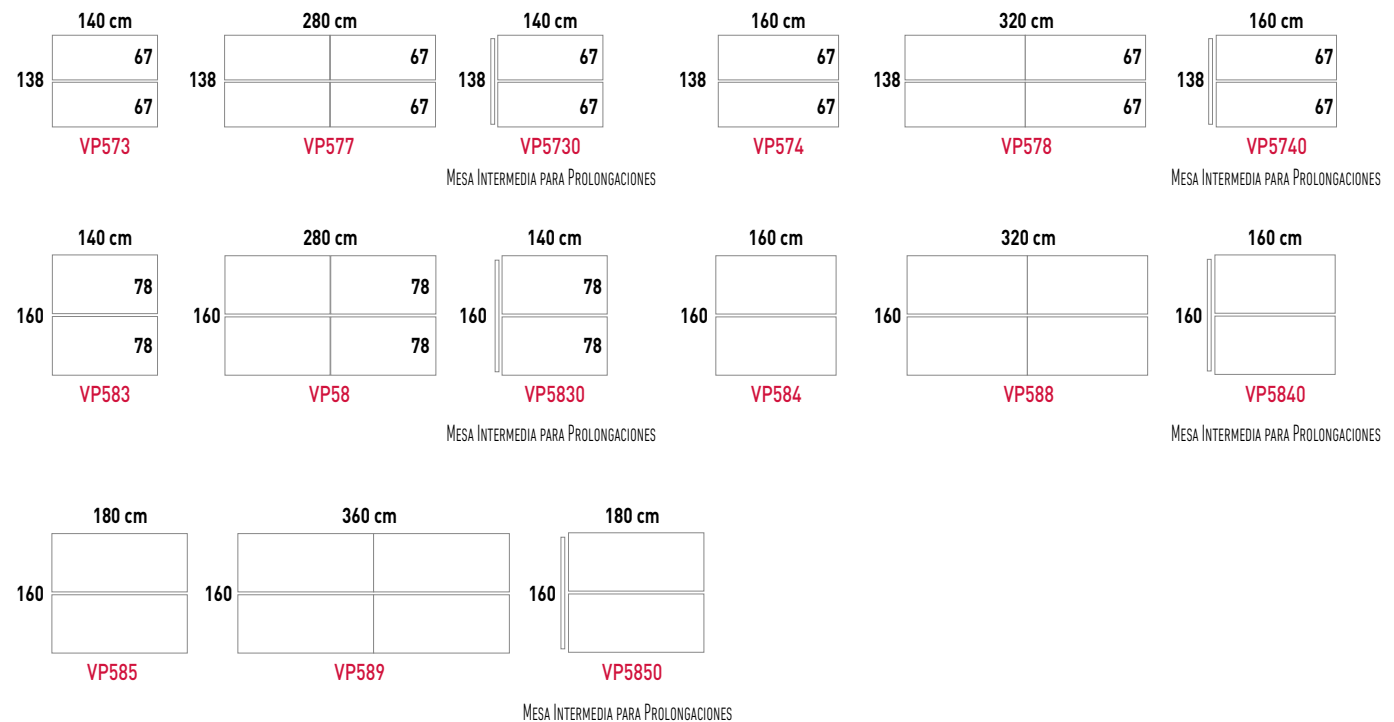 140 cm 280 cm 140 cm 160 cm 320 cm 160 cm
67 67 67 67 67 67
138 138 138 138 138 138
67 67 67 67 67 67
VP573 VP577 VP5730 VP574 VP578 VP5740
Mesa Intermedia para Prolongaciones Mesa Intermedia para Prolongaciones
140 cm 280 cm 140 cm 160 cm 320 cm 160 cm
78 78 78
160 160 160 160 160 160
78 78 78
VP583 VP58 VP5830 VP584 VP588 VP5840
Mesa Intermedia para Prolongaciones Mesa Intermedia para Prolongaciones
180 cm 360 cm 180 cm
160 160 160
VP585 VP589 VP5850
Mesa Intermedia para Prolongaciones